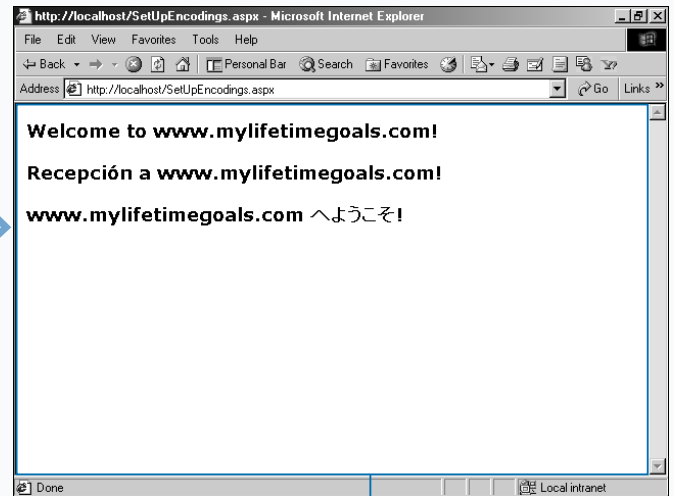 http://localhost/SetUpEncodings.aspx - Microsoft Internet Explorer
File Edit View Favorites Tools Help
Back Personal Bar Search Favorites
Address http://localhost/SetUpEncodings.aspx Go Links »
Welcome to www.mylifetimegoals.com!
Recepción a www.mylifetimegoals.com!
www.mylifetimegoals.com へようこそ!
Done Local intranet